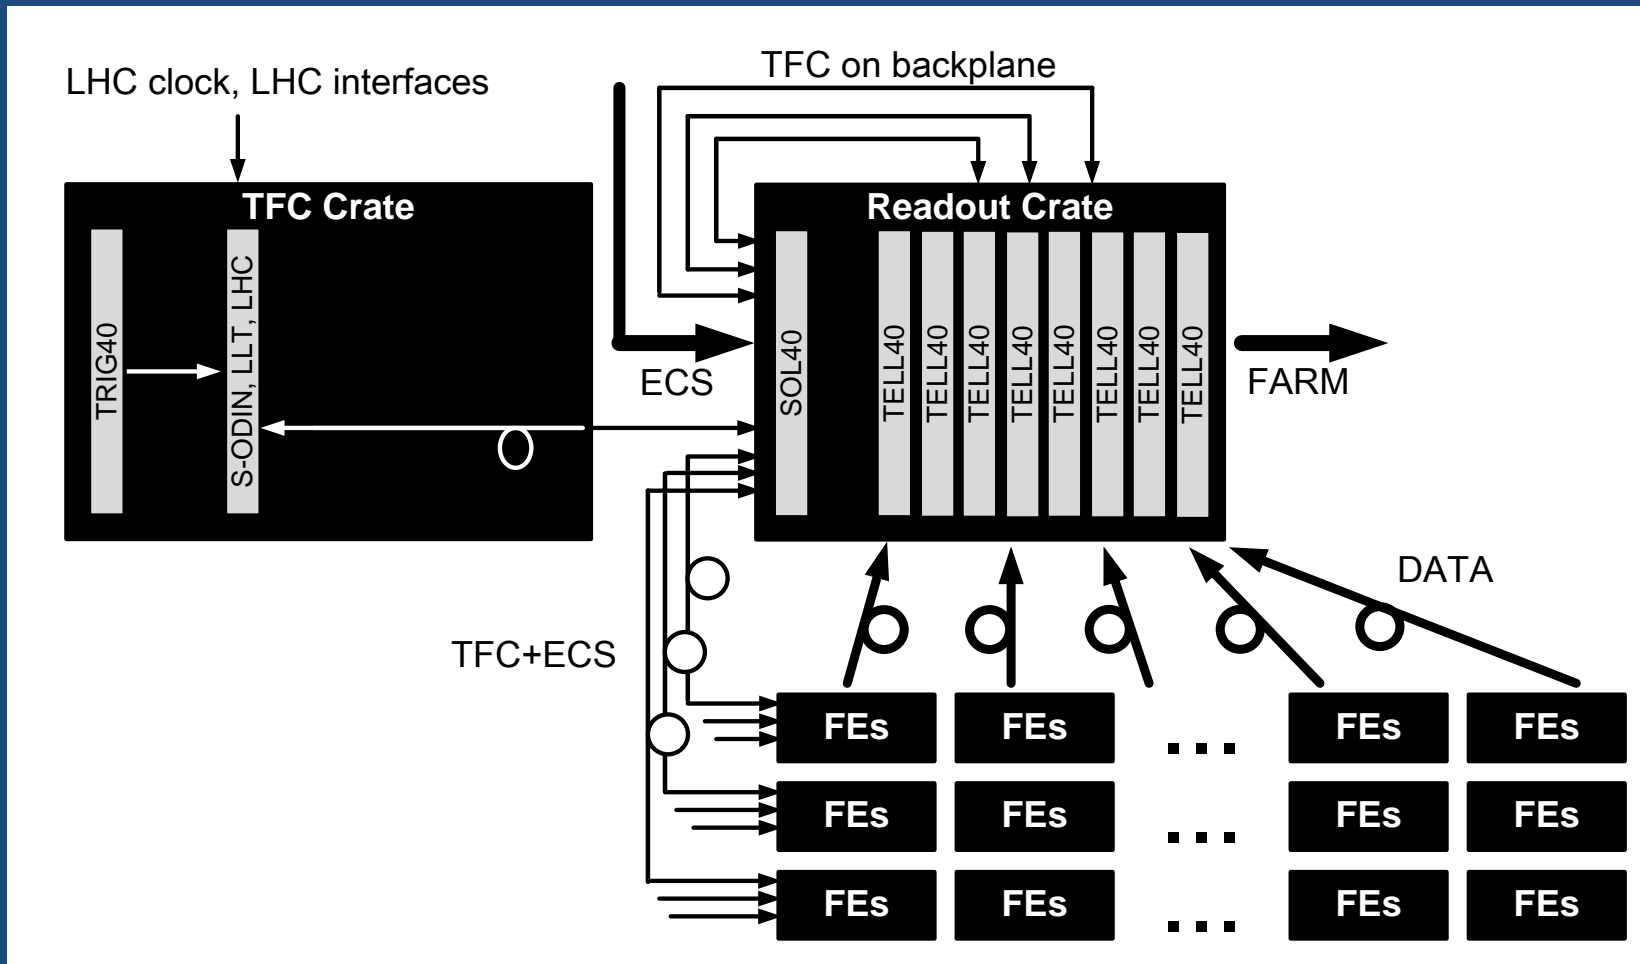 TFC on backplane
LHC clock, LHC interfaces
TFC Crate
Readout Crate
TRIG40
S-ODIN, LLT, LHC
SOL40
TELL40
TELL40
TELL40
TELL40
TELL40
TELL40
TELL40
TELL40
ECS
FARM
DATA
TFC+ECS
FEs FEs ... FEs FEs
FEs FEs ... FEs FEs
FEs FEs ... FEs FEs